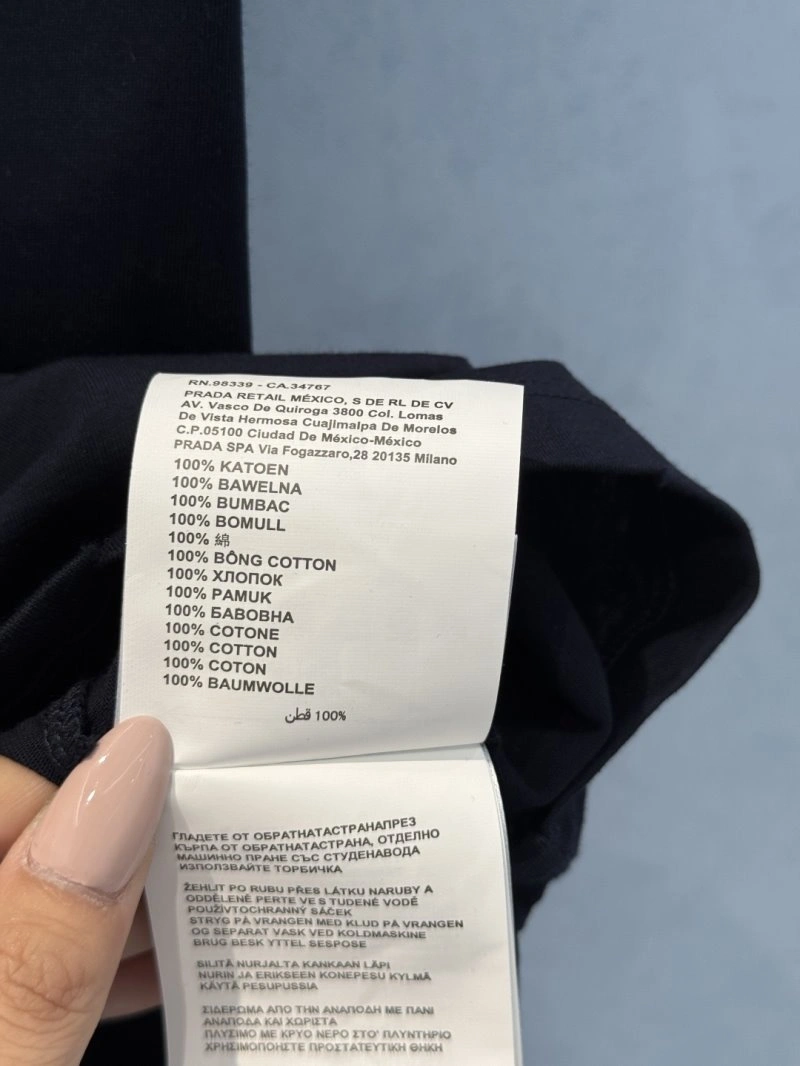 RN.98339 - CA.34767
PRADA RETAIL MÉXICO, S DE RL DE CV
AV. Vasco De Quiroga 3800 Col. Lomas
De Vista Hermosa Cuajimalpa De Morelos
C.P.05100 Ciudad De México-México
PRADA SPA Via Fogazzaro,28 20135 Milano
100% KATOEN
100% BAWEŁNA
100% BUMBAC
100% BOMULL
100% 綿
100% BÔNG COTTON
100% ХЛОПОК
100% PAMUK
100% БАВОВНА
100% COTONE
100% COTTON
100% COTON
100% BAUMWOLLE
100% قطن
ГЛАДЕТЕ ОТ ОБРАТНАТАСТРАНАПРЕЗ
КЪРПА ОТ ОБРАТНАТАСТРАНА, ОТДЕЛНО
МАШИННО ПРАНЕ СЪС СТУДЕНАВОДА
ИЗПОЛЗВАЙТЕ ТОРБИЧКА
ŽEHLIT PO RUBU PŘES LÁTKU NARUBY A
ODDĚLENĚ PERTE VE STUDENÉ VODĚ
POUŽIVTOCHRANNÝ SÁČEK
STRYG PÅ VRANGEN MED KLUD PÅ VRANGEN
OG SEPARAT VASK VED KOLDMASKINE
BRUG BESKYTTELSESPOSE
SILITÄ NURJALTA KANKAAN LÄPI
NURIN JA ERIKSEEN KONEPESU KYLMÄ
KÄYTÄ PESUPUSSIA
ΣΙΔΕΡΩΜΑ ΑΠΟ ΤΗΝ ΑΝΑΠΟΔΗ ΜΕ ΠΑΝΙ
ΑΝΑΠΟΔΑ ΚΑΙ ΧΩΡΙΣΤΑ
ΠΛΥΣΙΜΟ ΜΕ ΚΡΥΟ ΝΕΡΟ ΣΤΟ' ΠΛΥΝΤΗΡΙΟ
ΧΡΗΣΙΜΟΠΟΙΗΣΤΕ ΠΡΟΣΤΑΤΕΥΤΙΚΗ ΘΗΚΗ